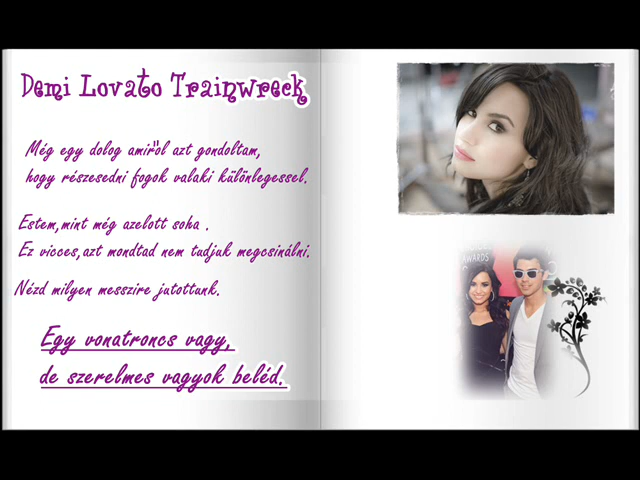 Demi Lovato Trainwreck
Még egy dolog amiről azt gondoltam,
hogy részesedni fogok valaki különlegessel.
Estem,mint még azelott soha .
Ez vicces,azt mondtad nem tudjuk megcsinálni.
Nézd milyen messzire jutottunk.
Egy vonatroncs vagy,
de szerelmes vagyok beléd.
AWARDS